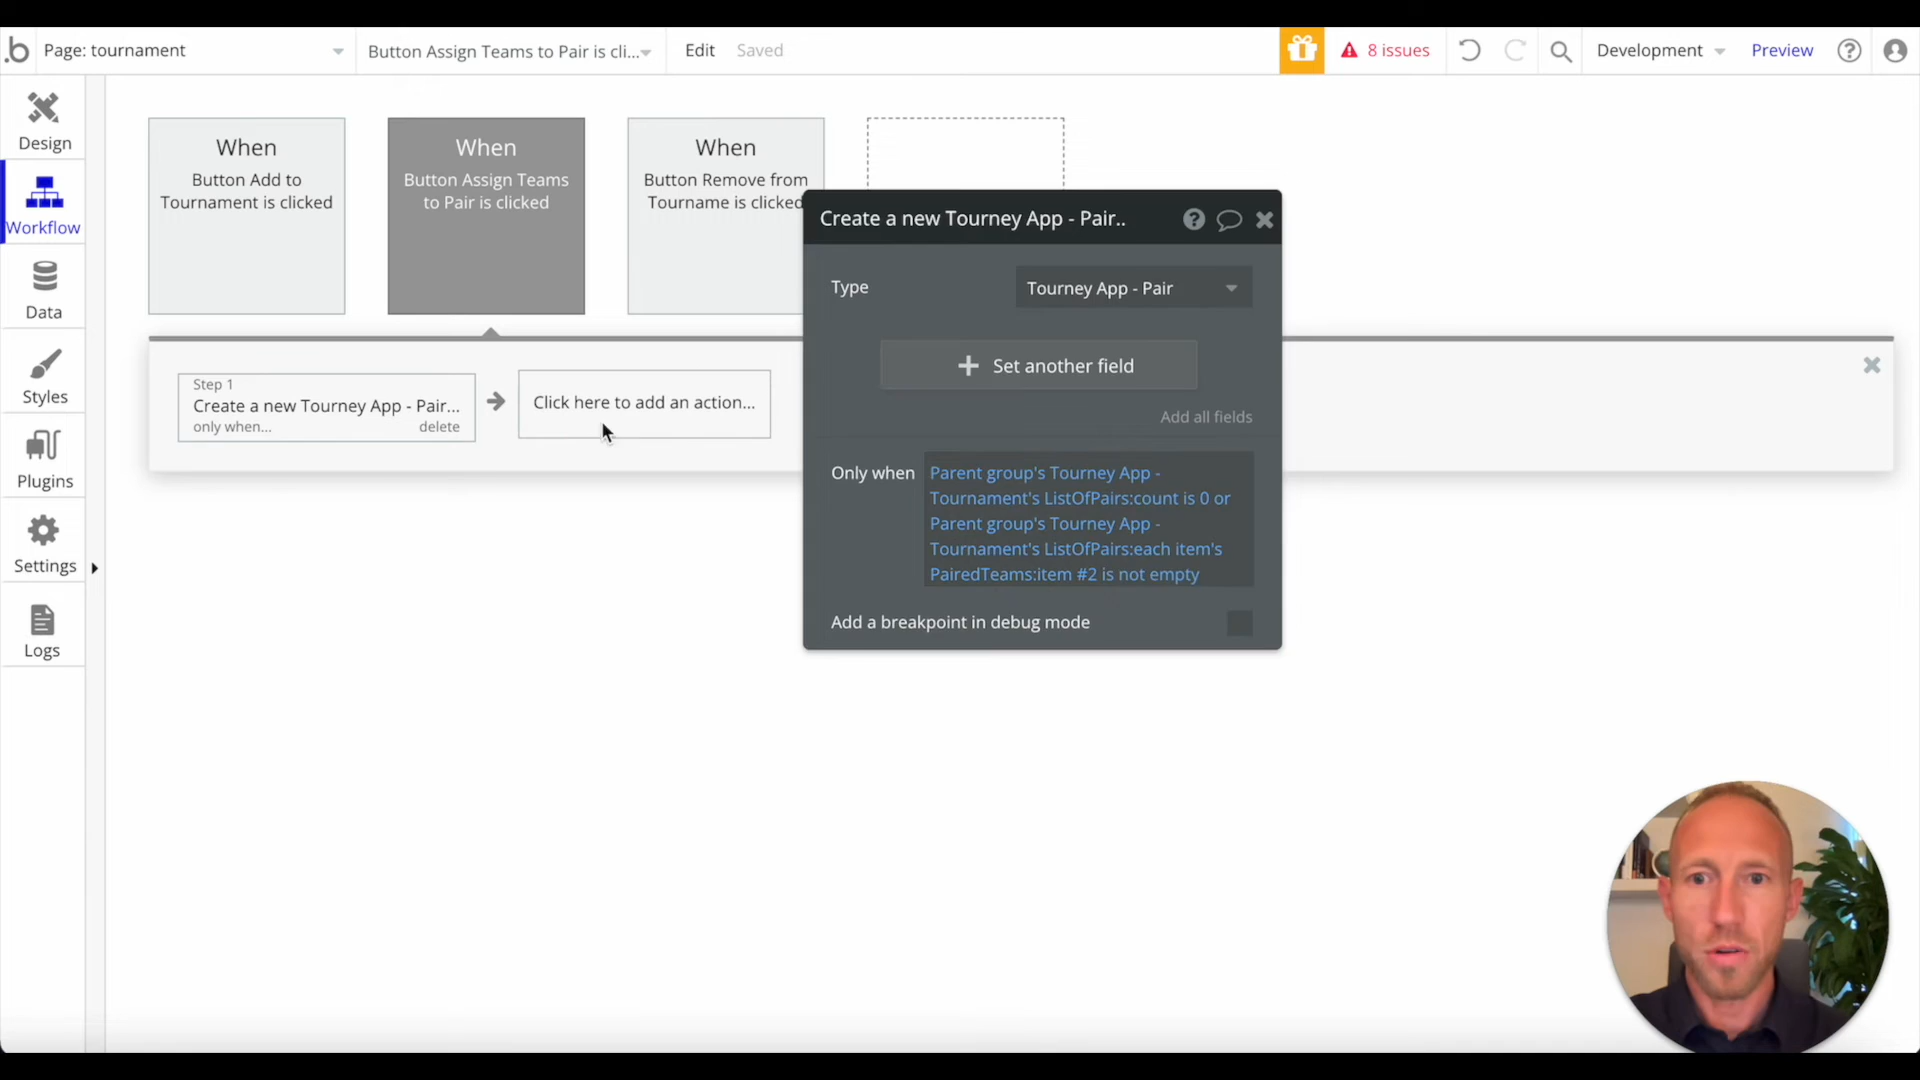 .b
Page: tournament
Button Assign Teams to Pair is cli...
Edit
Saved
8 issues
Development
Preview
?
Design
Workflow
Data
Styles
Plugins
Settings
Logs
When
Button Add to
Tournament is clicked
When
Button Assign Teams
to Pair is clicked
When
Button Remove from
Tourname is clicked
Step 1
Create a new Tourney App - Pair...
only when...
delete
Click here to add an action...
Create a new Tourney App - Pair..
?
Type
Tourney App - Pair
Set another field
Add all fields
Only when
Parent group's Tourney App -
Tournament's ListOfPairs:count is 0 or
Parent group's Tourney App -
Tournament's ListOfPairs:each item's
PairedTeams:item #2 is not empty
Add a breakpoint in debug mode